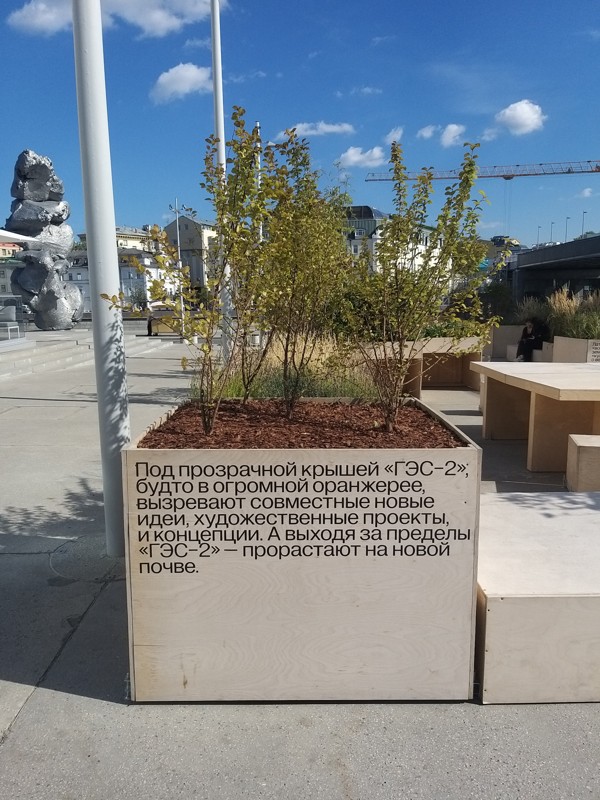 Под прозрачной крышей «ГЭС-2»,
будто в огромной оранжерее,
вызревают совместные новые
идеи, художественные проекты,
и концепции. А выходя за пределы
«ГЭС-2» — прорастают на новой
почве.